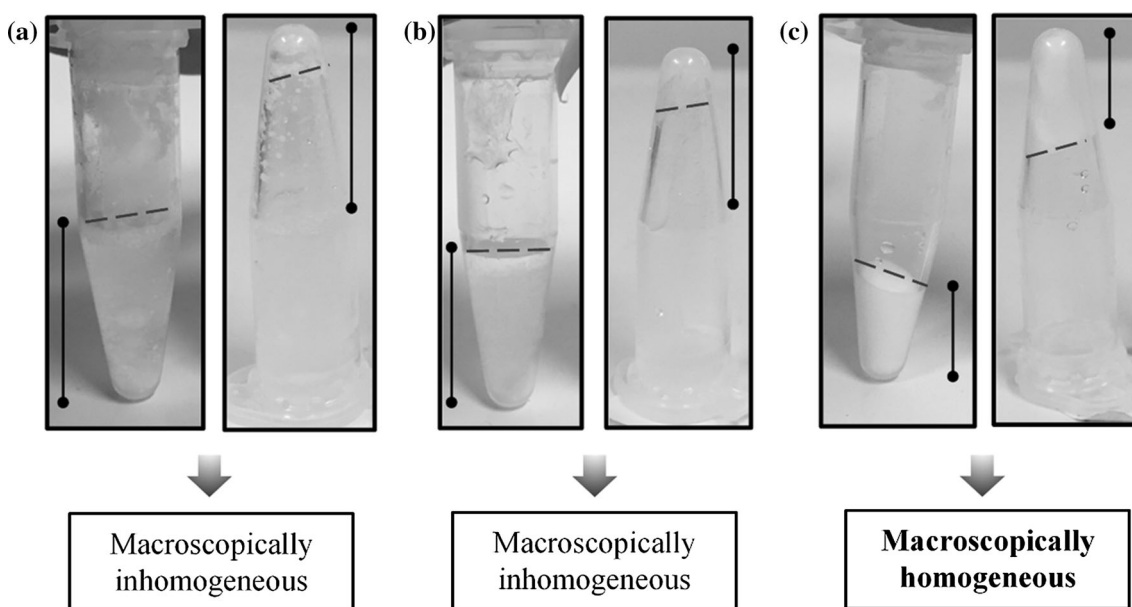 (a)
(b)
(c)
Macroscopically
inhomogeneous
Macroscopically
inhomogeneous
Macroscopically
homogeneous